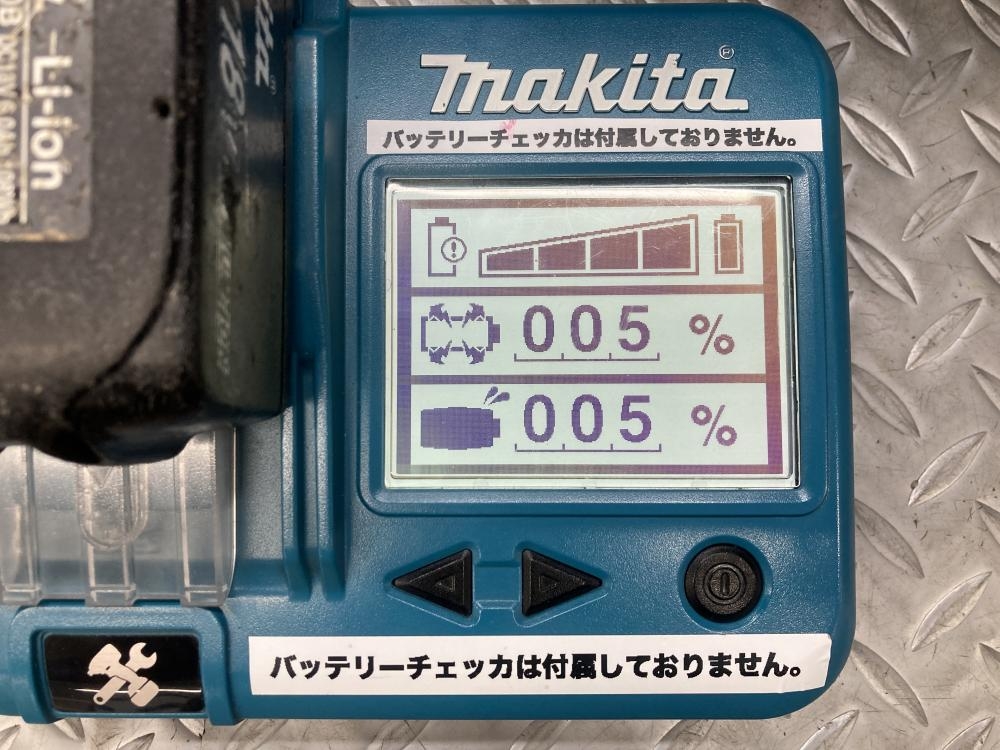 makita®
バッテリーチェッカは付属しておりません。
005 %
005 %
バッテリーチェッカは付属しておりません。
Li-ion
18